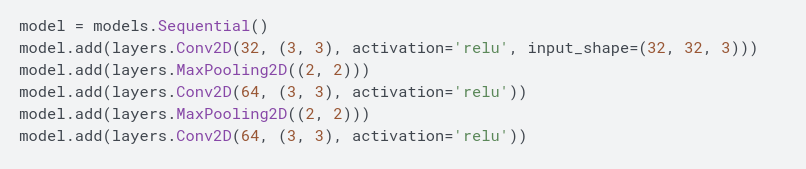 model = models.Sequential()
model.add(layers.Conv2D(32, (3, 3), activation='relu', input_shape=(32, 32, 3)))
model.add(layers.MaxPooling2D((2, 2)))
model.add(layers.Conv2D(64, (3, 3), activation='relu'))
model.add(layers.MaxPooling2D((2, 2)))
model.add(layers.Conv2D(64, (3, 3), activation='relu'))